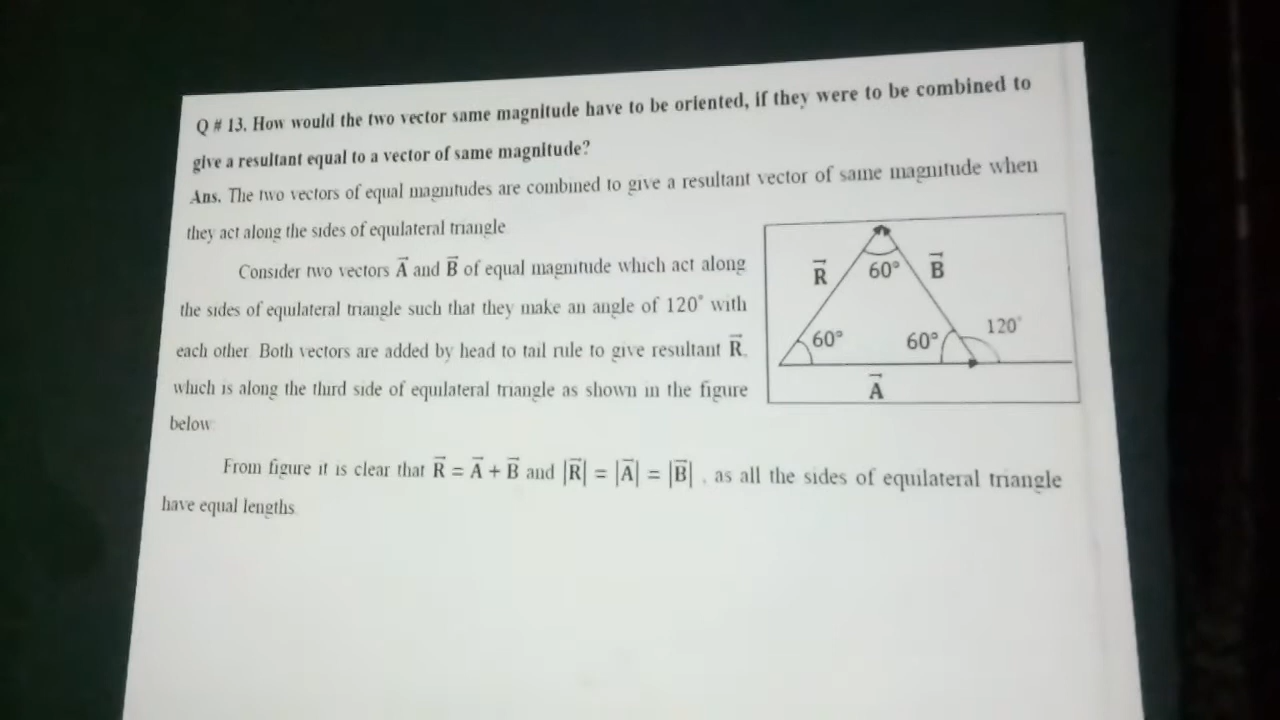 Q # 13. How would the two vector same magnitude have to be oriented, if they were to be combined to
give a resultant equal to a vector of same magnitude?
Ans. The two vectors of equal magnitudes are combined to give a resultant vector of same magnitude when
they act along the sides of equilateral triangle
Consider two vectors A⃗ and B⃗ of equal magnitude which act along
the sides of equilateral triangle such that they make an angle of 120° with
each other. Both vectors are added by head to tail rule to give resultant R⃗,
which is along the third side of equilateral triangle as shown in the figure
below
R⃗
60°
B⃗
60°
60°
120°
A⃗
From figure it is clear that R⃗ = A⃗ + B⃗ and |R⃗| = |A⃗| = |B⃗| , as all the sides of equilateral triangle
have equal lengths.